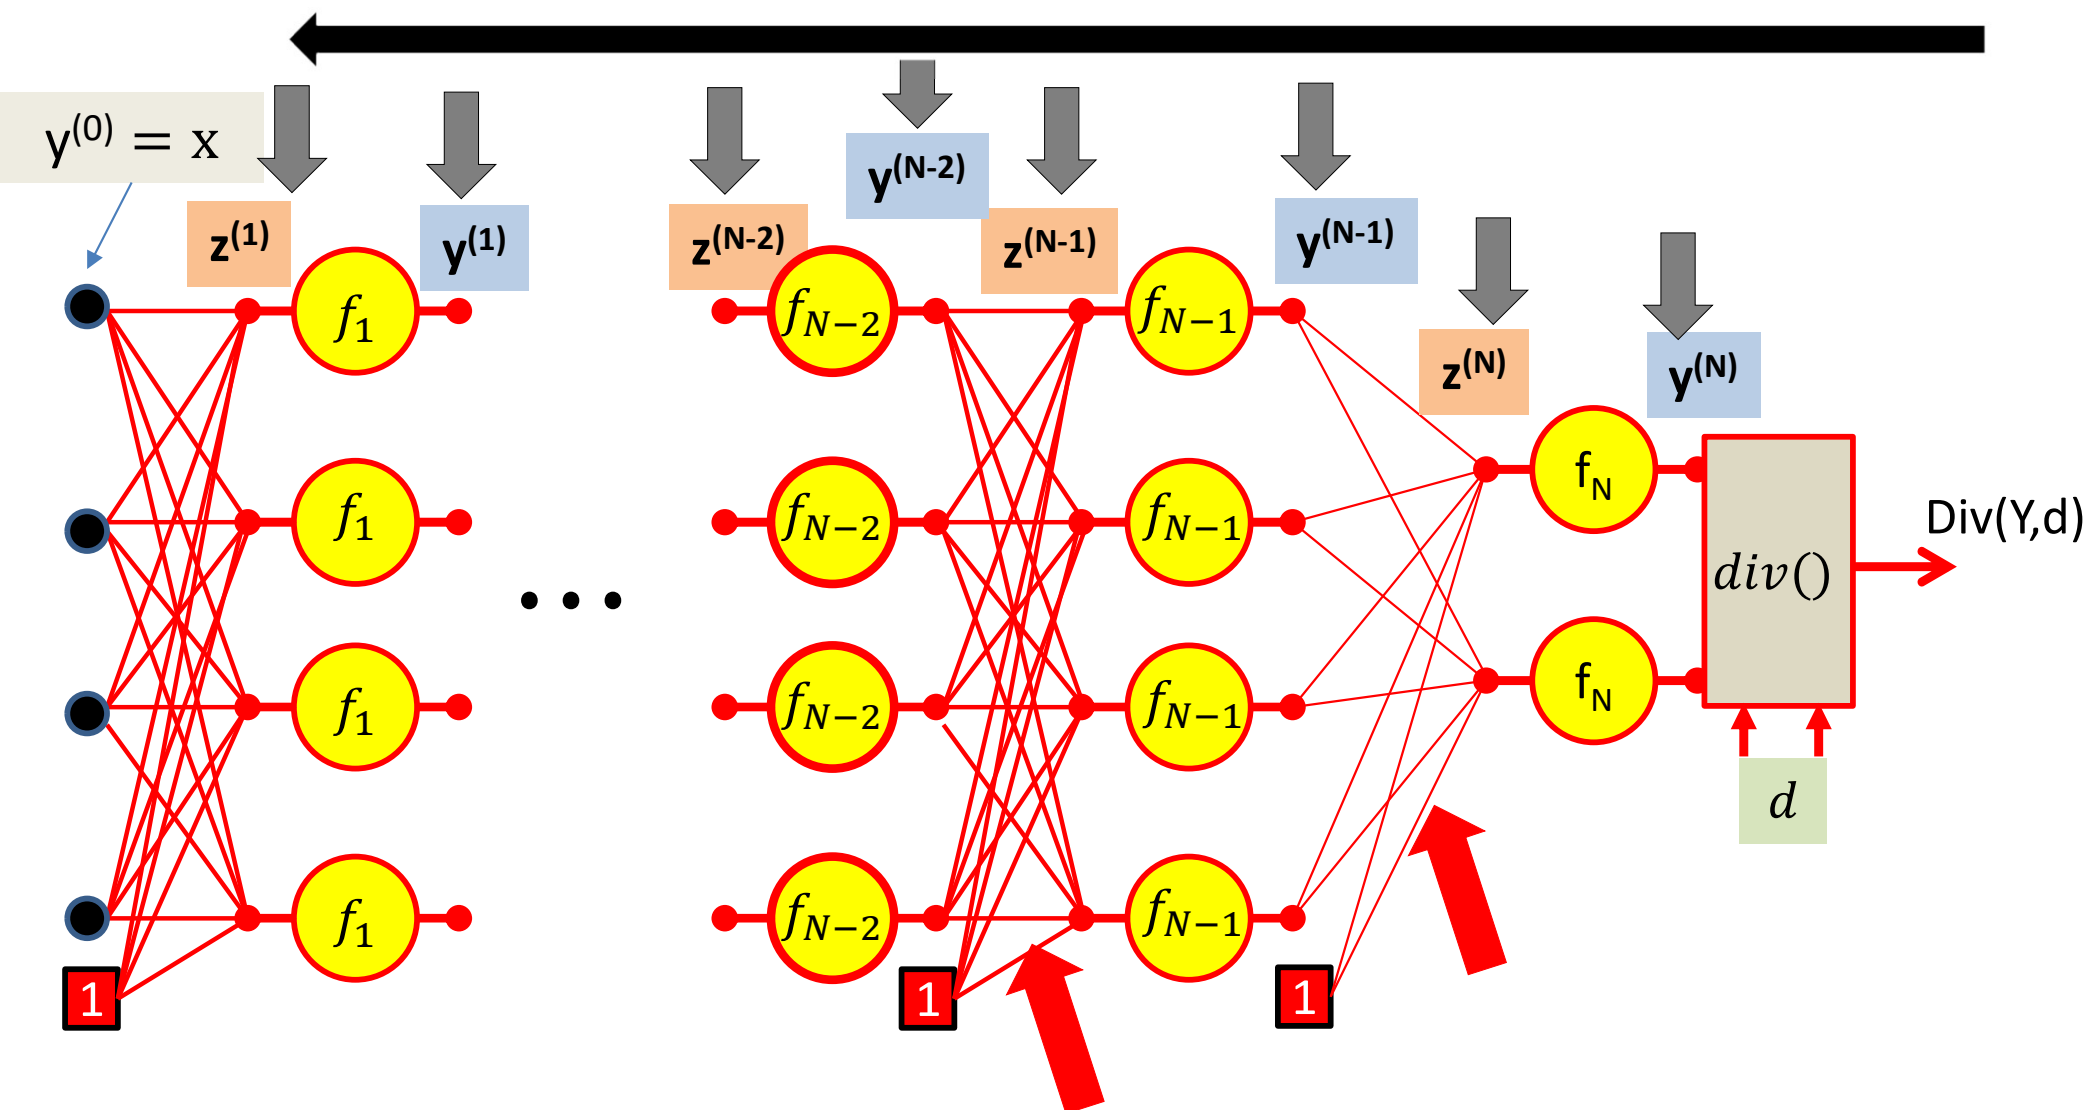 y(0) = x
z(1)
y(1)
z(N-2)
y(N-2)
z(N-1)
y(N-1)
z(N)
y(N)
f1
fN−2
fN−1
f1
fN−2
fN−1
fN
Div(Y,d)
div()
• • •
f1
fN−2
fN−1
fN
d
f1
fN−2
fN−1
1
1
1